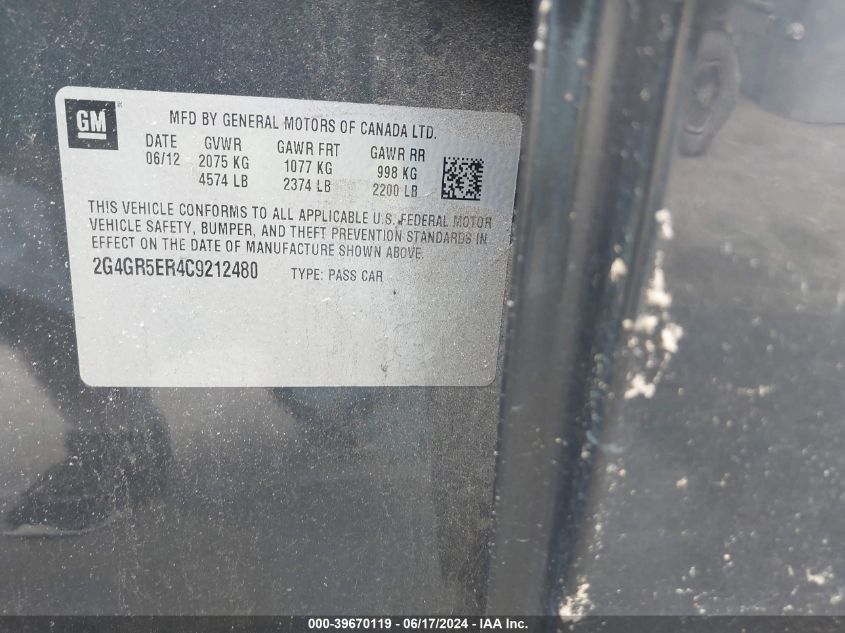 GM
MFD BY GENERAL MOTORS OF CANADA LTD.
DATE GVWR GAWR FRT GAWR RR
06/12 2075 KG 1077 KG 998 KG
4574 LB 2374 LB 2200 LB
THIS VEHICLE CONFORMS TO ALL APPLICABLE U.S. FEDERAL MOTOR
VEHICLE SAFETY, BUMPER, AND THEFT PREVENTION STANDARDS IN
EFFECT ON THE DATE OF MANUFACTURE SHOWN ABOVE.
2G4GR5ER4C9212480 TYPE: PASS CAR
000-39670119 - 06/17/2024 - IAA Inc.